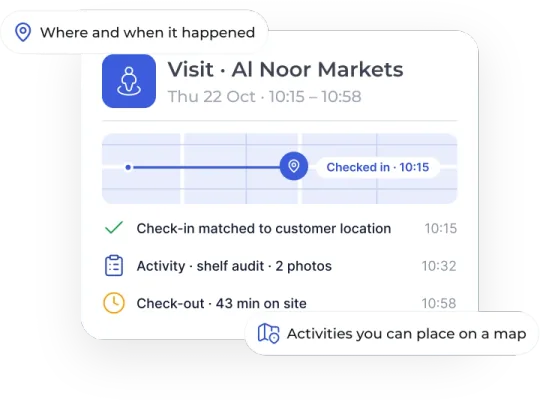 Where and when it happened
Visit · Al Noor Markets
Thu 22 Oct · 10:15 – 10:58
Checked in · 10:15
Check-in matched to customer location 10:15
Activity · shelf audit · 2 photos 10:32
Check-out · 43 min on site 10:58
Activities you can place on a map